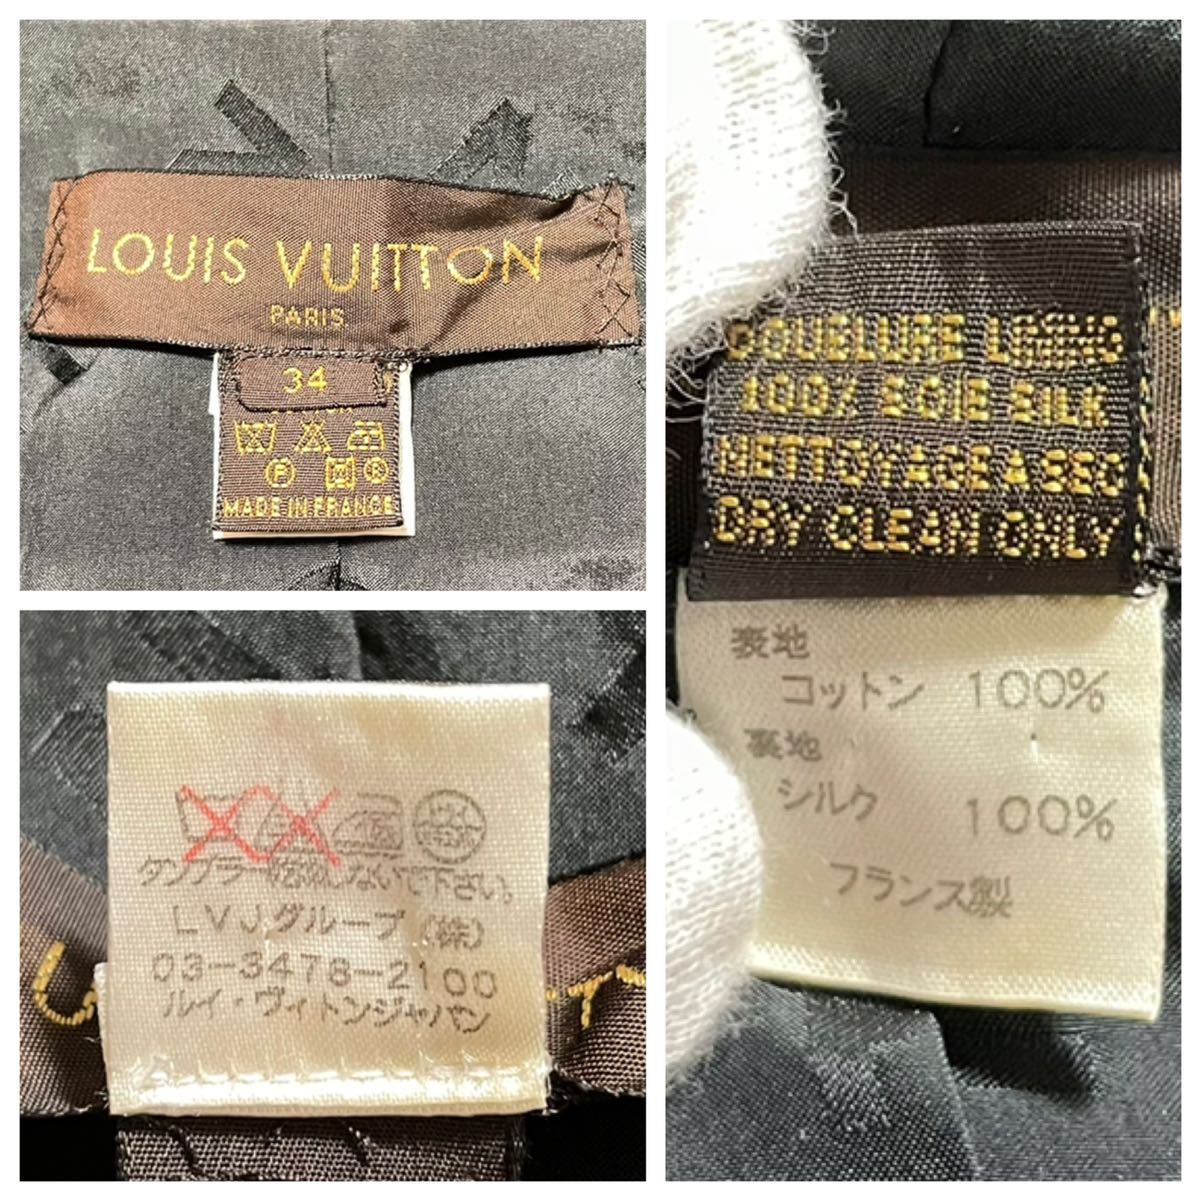 LOUIS VUITTON
PARIS
34
MADE IN FRANCE
100% SOIE SILK
NETTOYAGE A SEC
DRY CLEAN ONLY
表地
コットン 100%
裏地
シルク 100%
フランス製
タンブラー乾燥しないで下さい。
LVJグループ(株)
03-3478-2100
ルイ・ヴィトンジャパン